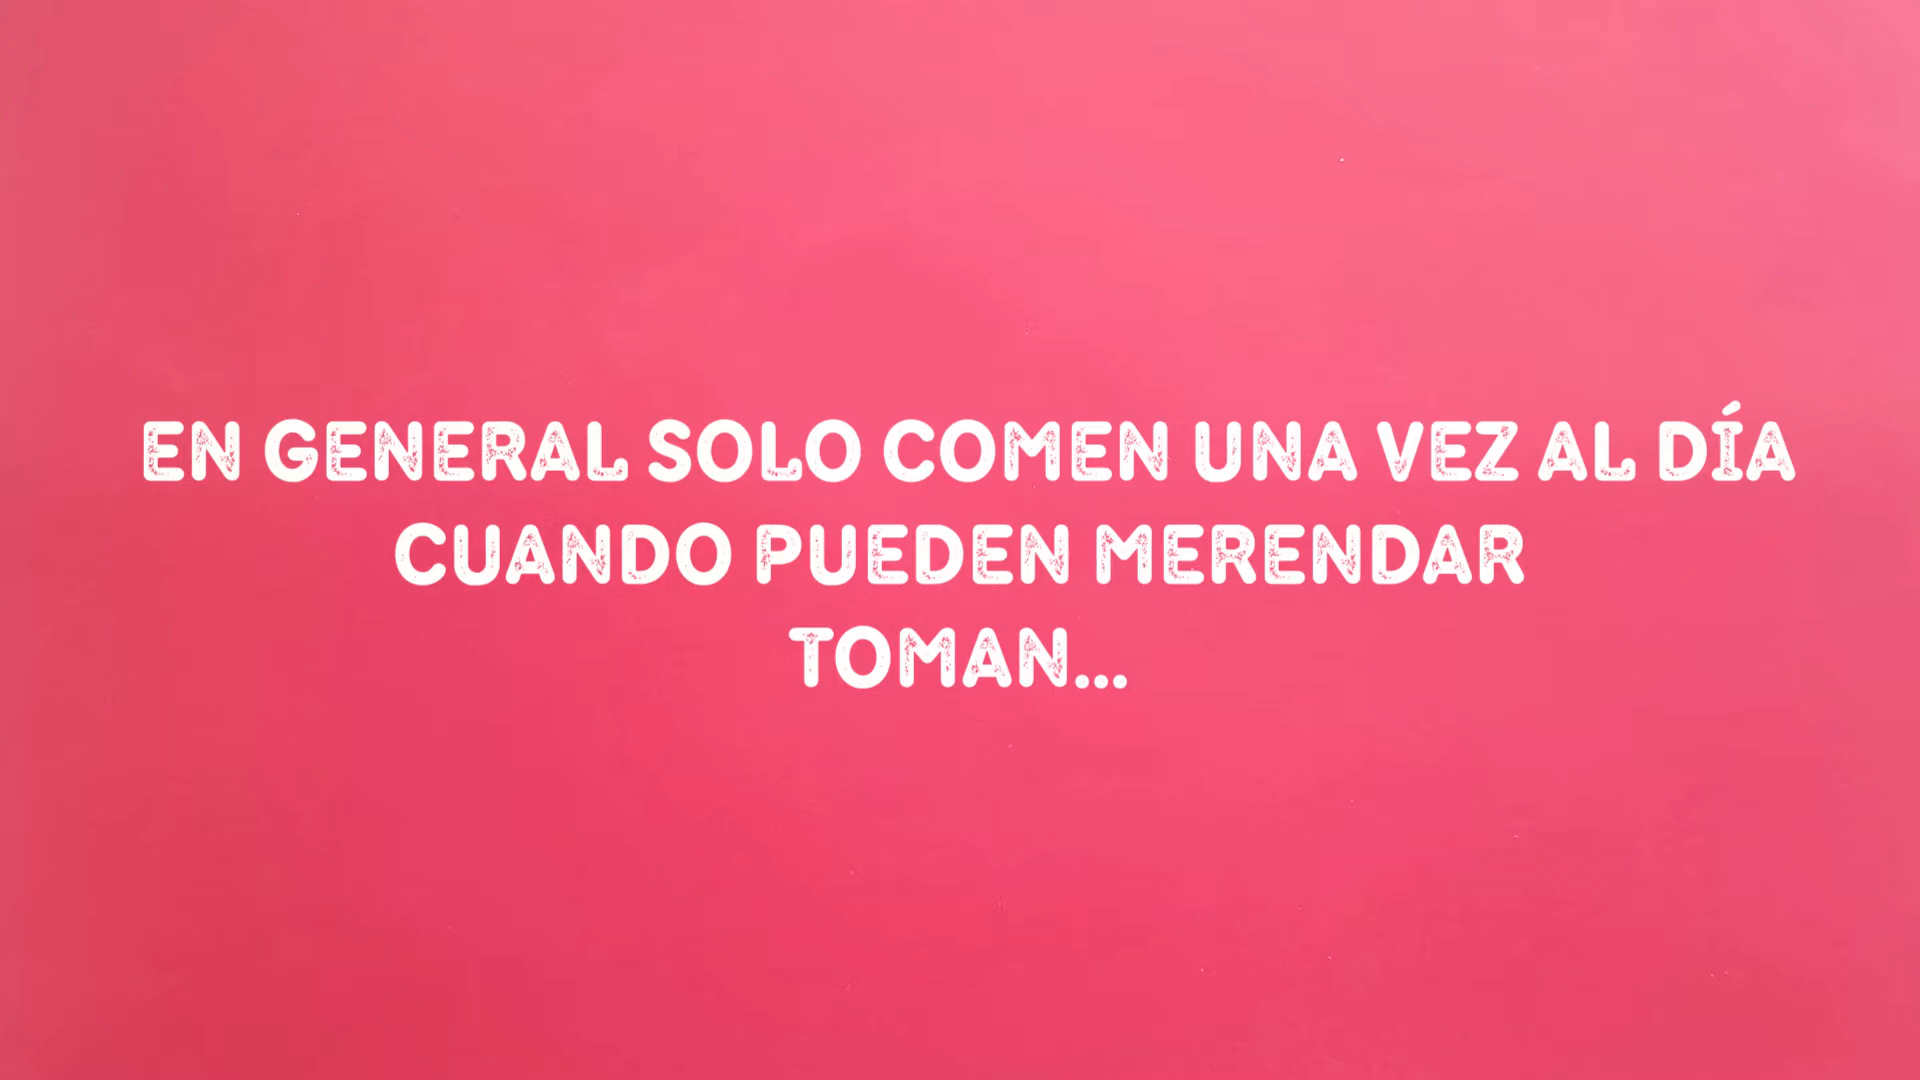 EN GENERAL SOLO COMEN UNA VEZ AL DÍA
CUANDO PUEDEN MERENDAR
TOMAN...